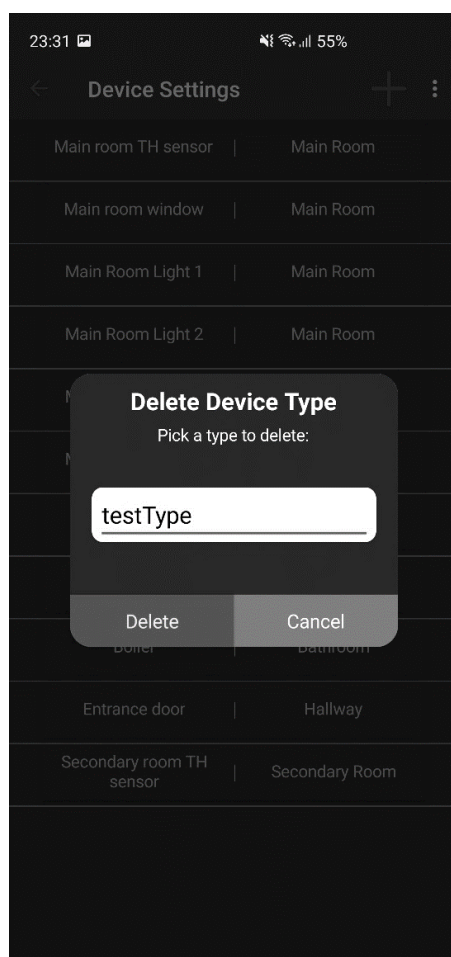 23:31 55%
Device Settings
Main room TH sensor | Main Room
Main room window | Main Room
Main Room Light 1 | Main Room
Main Room Light 2 | Main Room
Delete Device Type
Pick a type to delete:
testType
Delete Cancel
Boiler | Bathroom
Entrance door | Hallway
Secondary room TH
sensor | Secondary Room